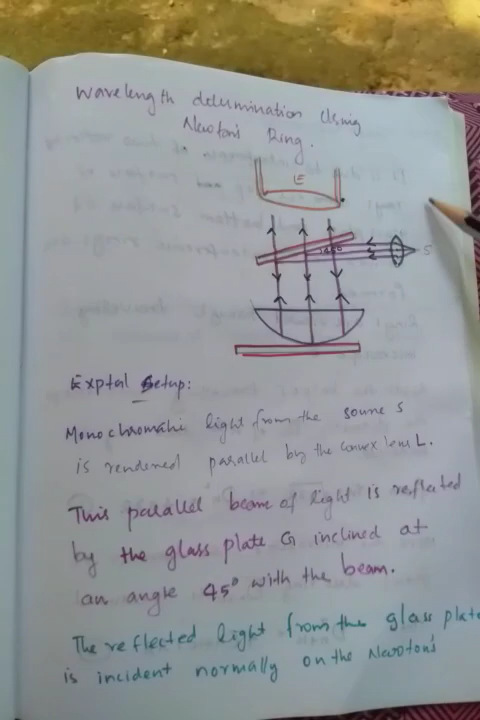 Wavelength determination Using
Newton's Ring.
E
45°
S
Exptal Setup:
Monochromatic light from the source S
is rendered parallel by the convex lens L.
This parallel beam of light is reflected
by the glass plate G inclined at
an angle 45° with the beam.
The reflected light from the glass plate
is incident normally on the Newton's